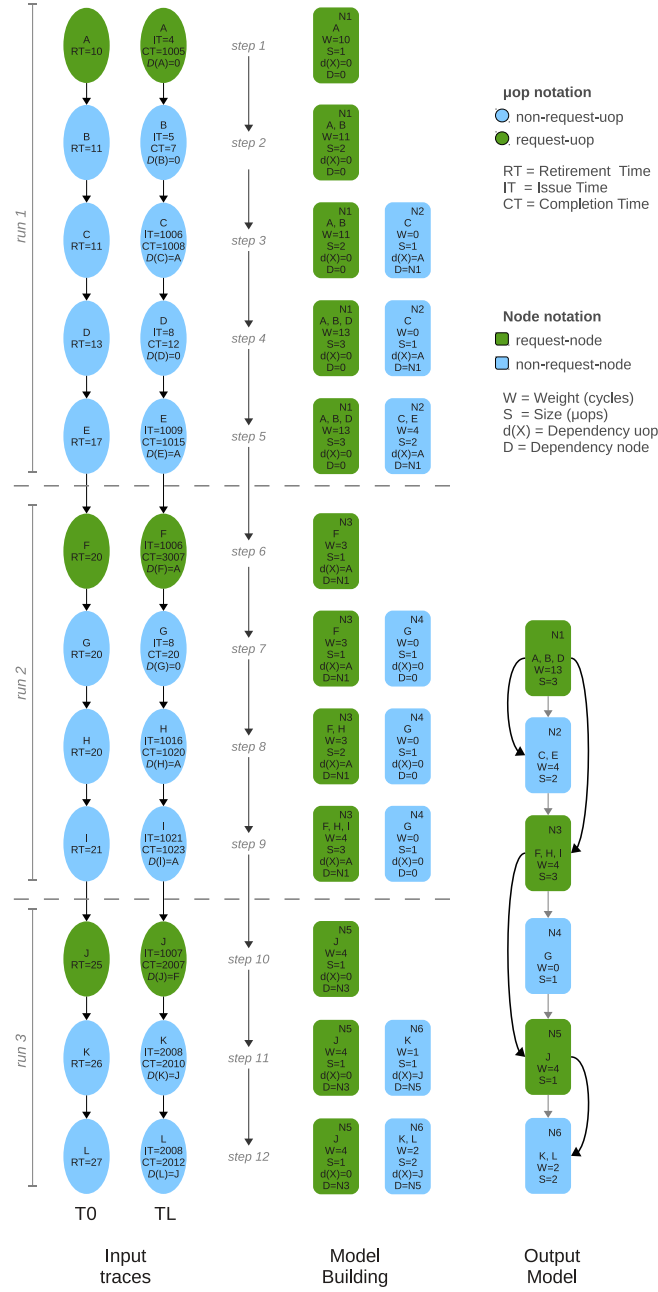 A
RT=10
A
IT=4
CT=1005
D(A)=0
step 1
N1
A
W=10
S=1
d(X)=0
D=0
B
RT=11
B
IT=5
CT=7
D(B)=0
step 2
N1
A, B
W=11
S=2
d(X)=0
D=0
run 1
C
RT=11
C
IT=1006
CT=1008
D(C)=A
step 3
N1
A, B
W=11
S=2
d(X)=0
D=0
N2
C
W=0
S=1
d(X)=A
D=N1
D
RT=13
D
IT=8
CT=12
D(D)=0
step 4
N1
A, B, D
W=13
S=3
d(X)=0
D=0
N2
C
W=0
S=1
d(X)=A
D=N1
E
RT=17
E
IT=1009
CT=1015
D(E)=A
step 5
N1
A, B, D
W=13
S=3
d(X)=0
D=0
N2
C, E
W=4
S=2
d(X)=A
D=N1
µop notation
non-request-uop
request-uop
RT = Retirement Time
IT = Issue Time
CT = Completion Time
Node notation
request-node
non-request-node
W = Weight (cycles)
S = Size (µops)
d(X) = Dependency uop
D = Dependency node
F
RT=20
F
IT=1006
CT=3007
D(F)=A
step 6
N3
F
W=3
S=1
d(X)=A
D=N1
run 2
G
RT=20
G
IT=8
CT=20
D(G)=0
step 7
N3
F
W=3
S=1
d(X)=A
D=N1
N4
G
W=0
S=1
d(X)=0
D=0
H
RT=20
H
IT=1016
CT=1020
D(H)=A
step 8
N3
F, H
W=3
S=2
d(X)=A
D=N1
N4
G
W=0
S=1
d(X)=0
D=0
I
RT=21
I
IT=1021
CT=1023
D(I)=A
step 9
N3
F, H, I
W=4
S=3
d(X)=A
D=N1
N4
G
W=0
S=1
d(X)=0
D=0
J
RT=25
J
IT=1007
CT=2007
D(J)=F
step 10
N5
J
W=4
S=1
d(X)=0
D=N3
run 3
K
RT=26
K
IT=2008
CT=2010
D(K)=J
step 11
N5
J
W=4
S=1
d(X)=0
D=N3
N6
K
W=1
S=1
d(X)=J
D=N5
L
RT=27
L
IT=2008
CT=2012
D(L)=J
step 12
N5
J
W=4
S=1
d(X)=0
D=N3
N6
K, L
W=2
S=2
d(X)=J
D=N5
N1
A, B, D
W=13
S=3
N2
C, E
W=4
S=2
N3
F, H, I
W=4
S=3
N4
G
W=0
S=1
N5
J
W=4
S=1
N6
K, L
W=2
S=2
T0
TL
Input
traces
Model
Building
Output
Model